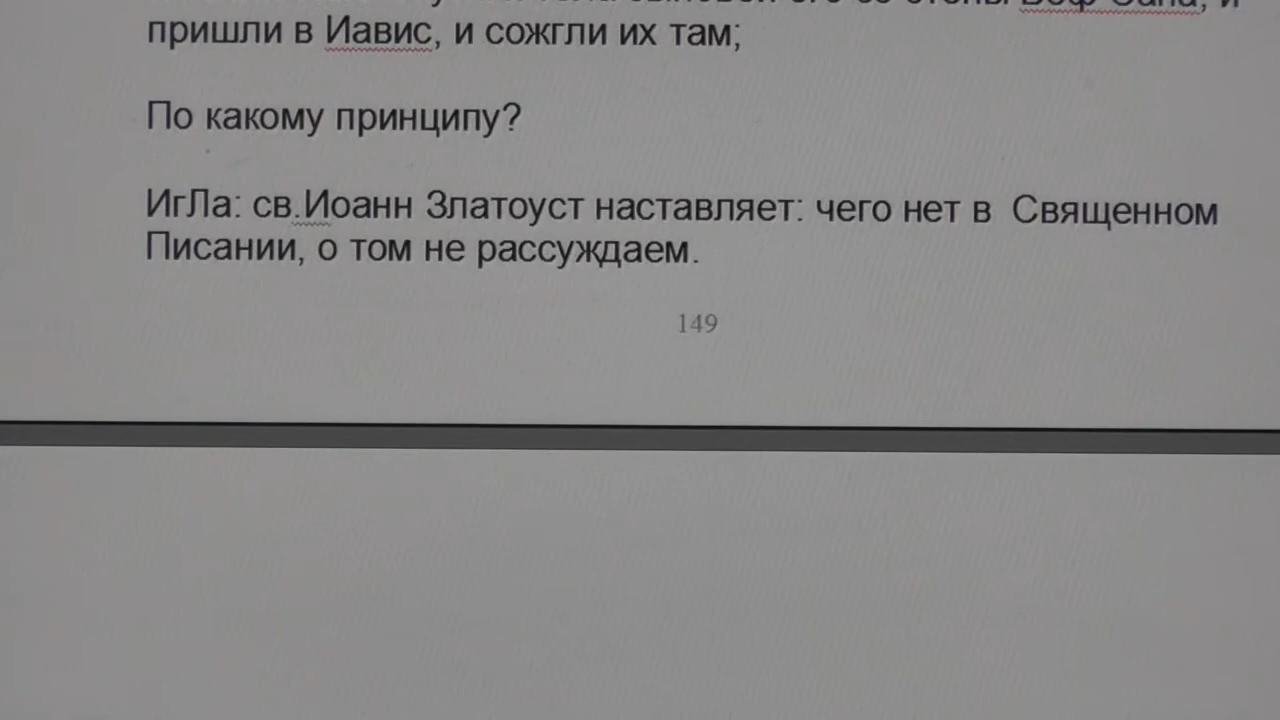 пришли в Иавис, и сожгли их там;
По какому принципу?
ИгЛа: св.Иоанн Златоуст наставляет: чего нет в Священном
Писании, о том не рассуждаем.
149